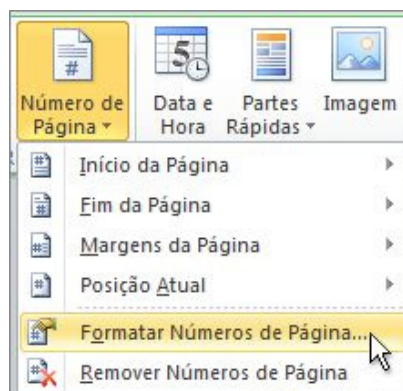 Número de Página
Data e Hora
Partes Rápidas
Imagem
Início da Página
Fim da Página
Margens da Página
Posição Atual
Formatar Números de Página...
Remover Números de Página